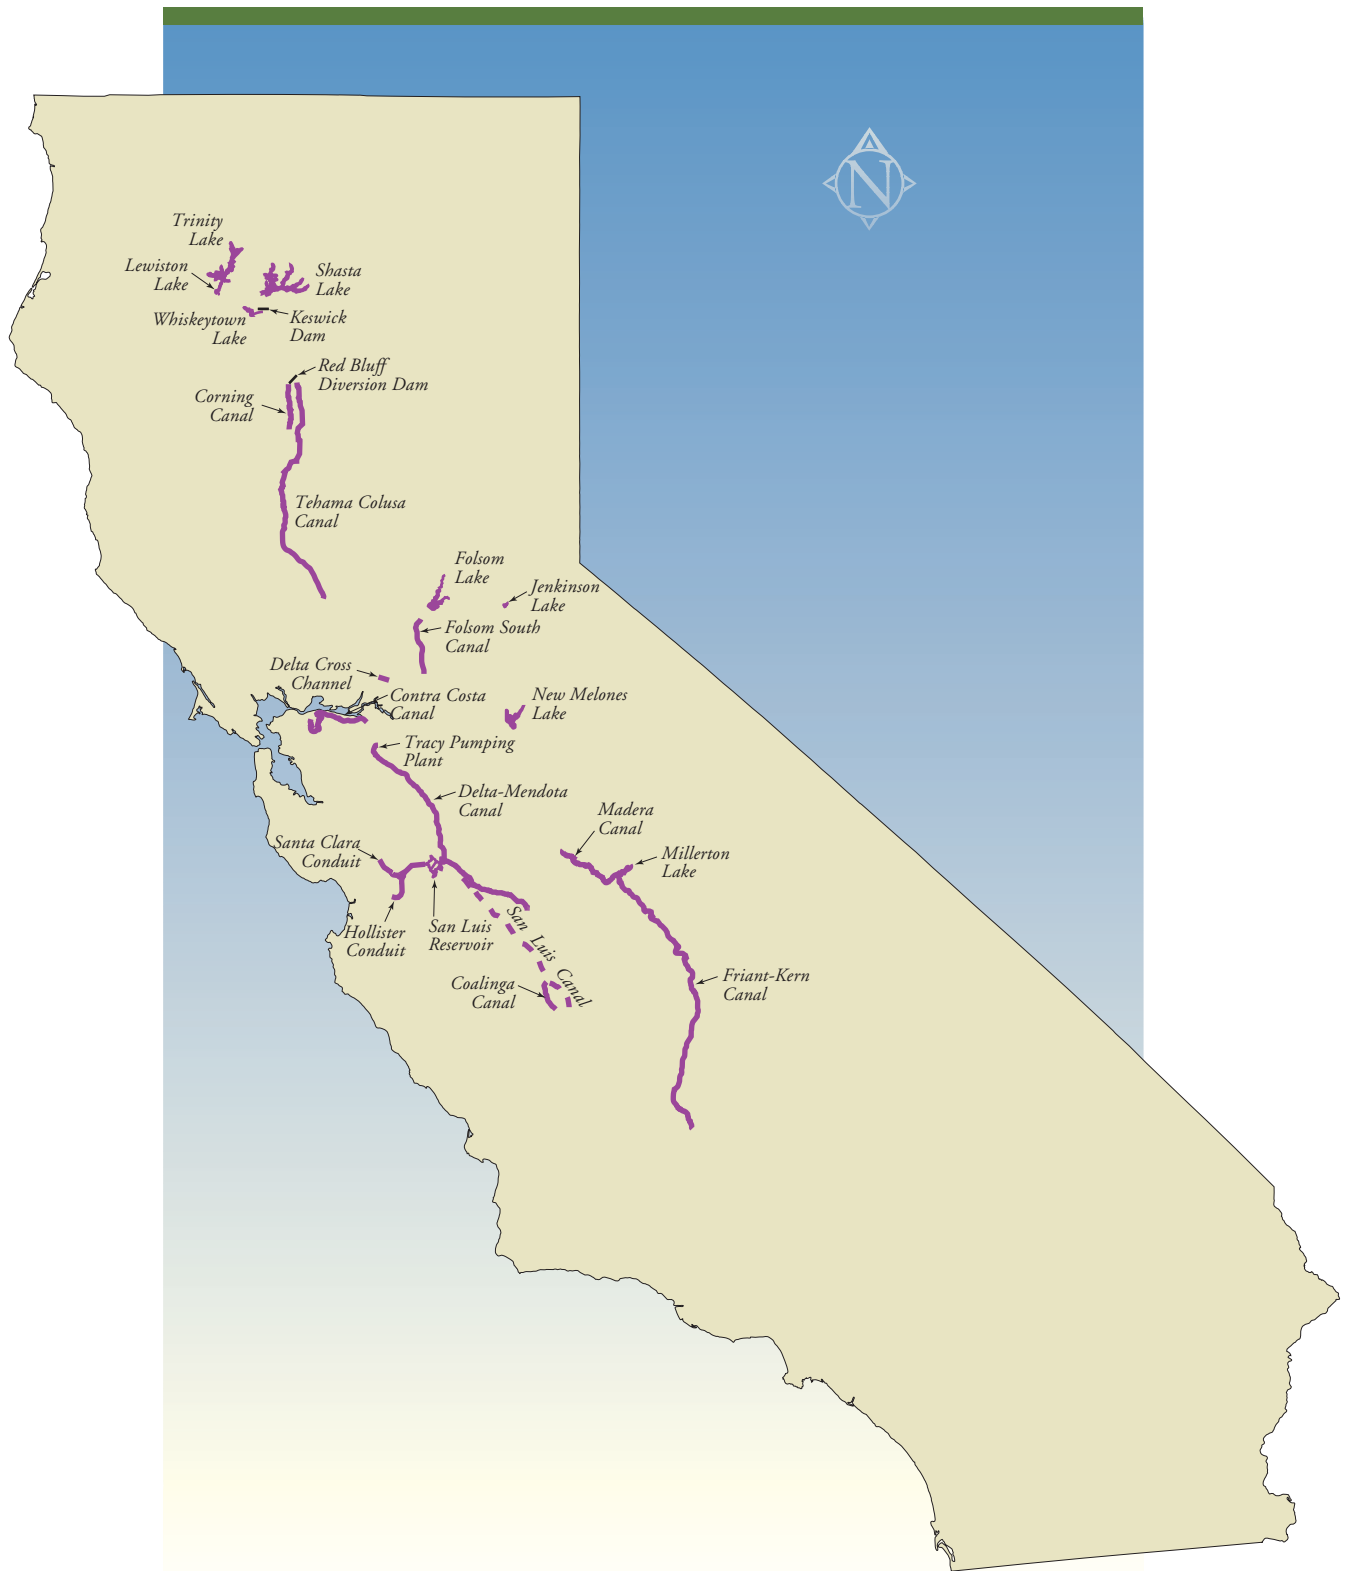 N
Trinity
Lake
Lewiston
Lake
Shasta
Lake
Whiskeytown
Lake
Keswick
Dam
Red Bluff
Diversion Dam
Corning
Canal
Tehama Colusa
Canal
Folsom
Lake
Jenkinson
Lake
Folsom South
Canal
Delta Cross
Channel
Contra Costa
Canal
New Melones
Lake
Tracy Pumping
Plant
Delta-Mendota
Canal
Madera
Canal
Santa Clara
Conduit
Millerton
Lake
Hollister
Conduit
San Luis
Reservoir
San Luis Canal
Coalinga
Canal
Friant-Kern
Canal